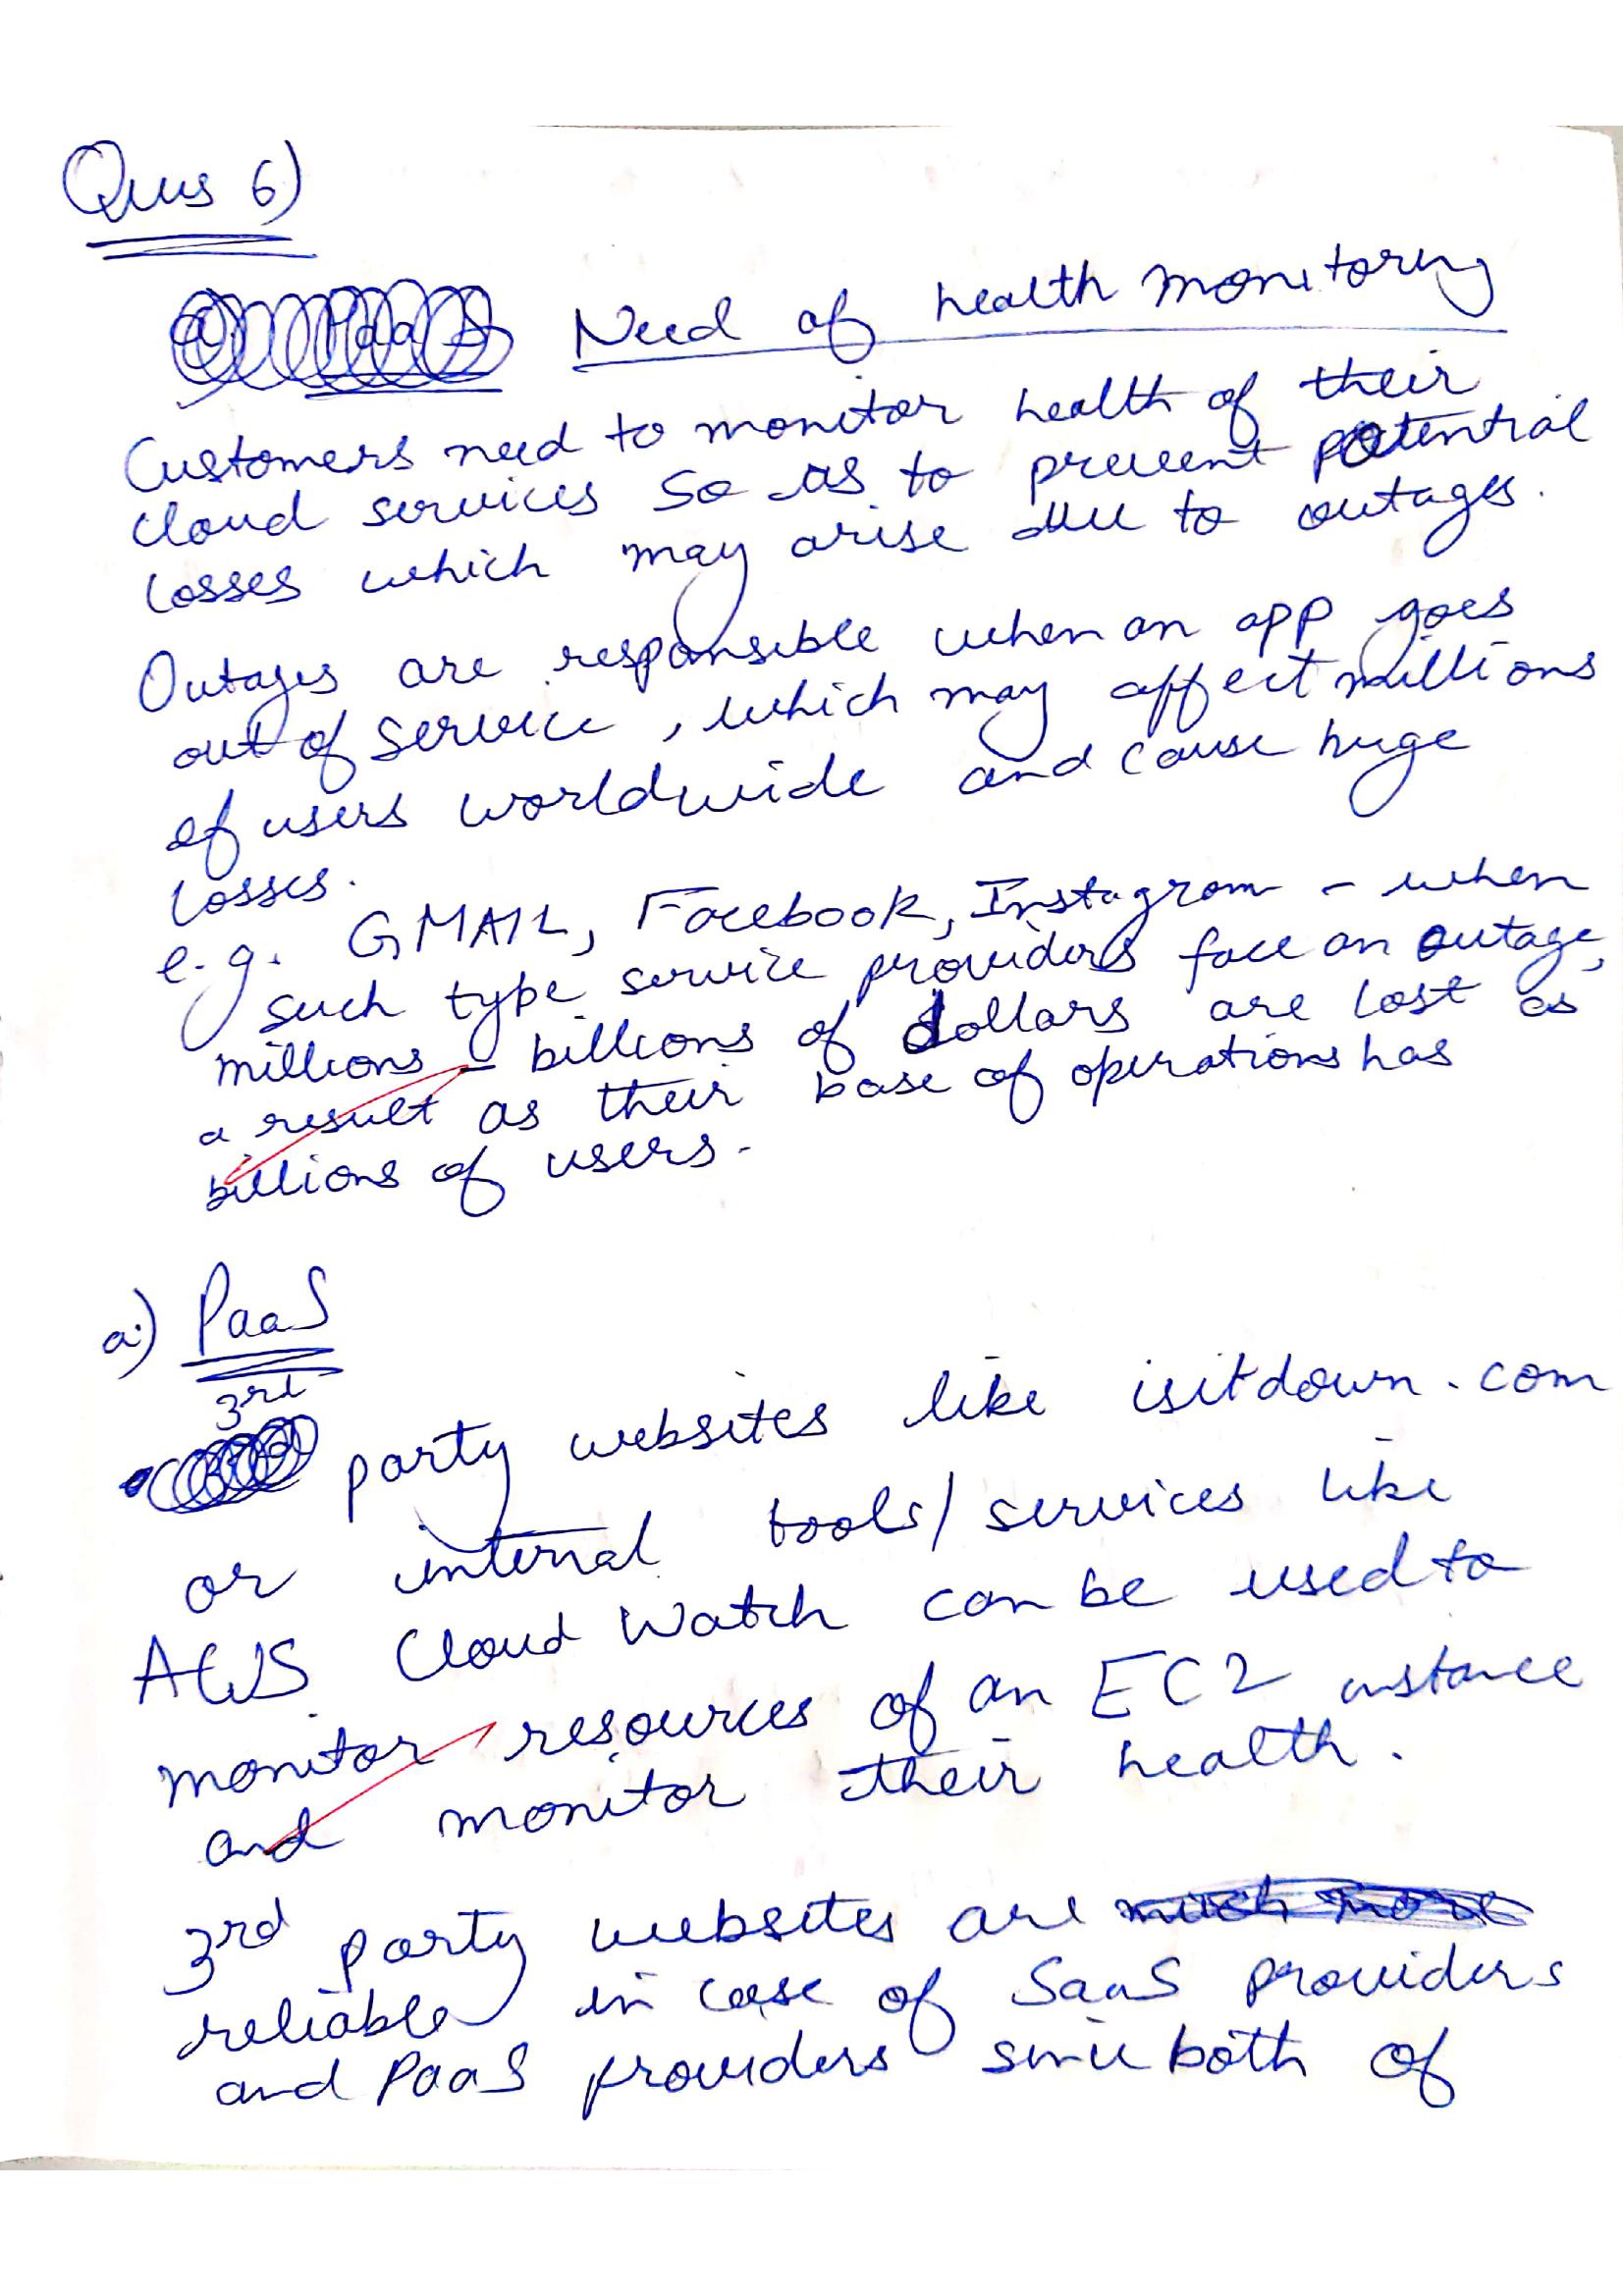 Ques 6)
Need of health monitoring
Customers need to monitor health of their
cloud services so as to prevent potential
losses which may arise due to outages.
Outages are responsible when an app goes
out of service, which may affect millions
of users worldwide and cause huge
losses.
e.g. GMAIL, Facebook, Instagram - when
such type service providers face an outage,
millions - billions of dollars are lost as
a result as their base of operations has
billions of users.
a) PaaS
3rd
party websites like isitdown.com
or internal tools/services like
AWS Cloud Watch can be used to
monitor resources of an EC2 instance
and monitor their health.
3rd party websites are much more
reliable in case of SaaS providers
and PaaS providers since both of